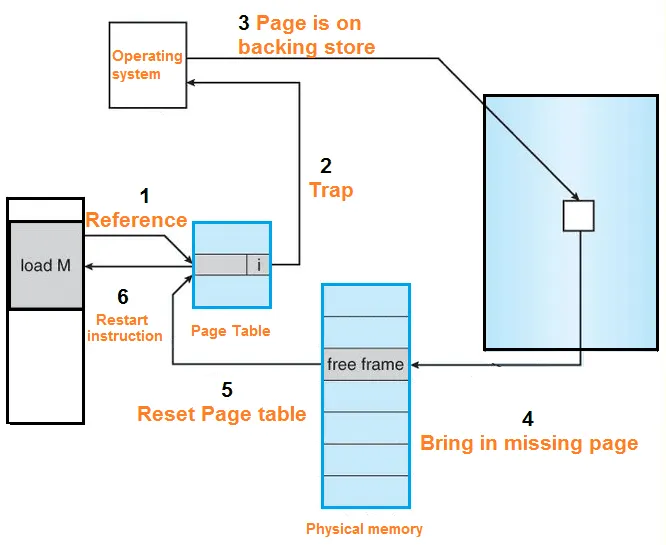 3 Page is on
backing store
Operating
system
2
Trap
1
Reference
load M
i
6
Restart
instruction
Page Table
free frame
5
Reset Page table
4
Bring in missing page
Physical memory